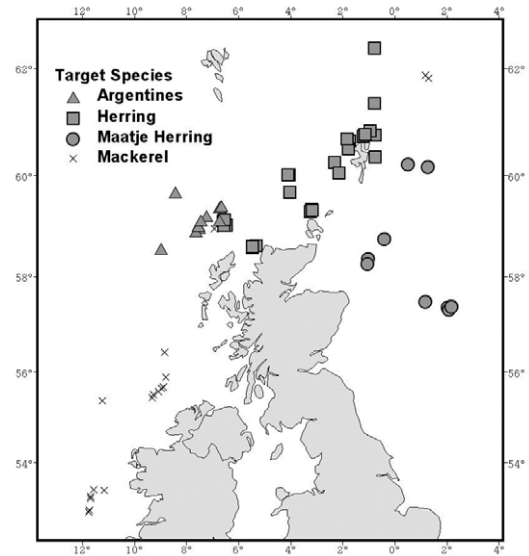 12° 10° 8° 6° 4° 2° 0° 2° 4°
62° 62°
Target Species
Argentines
Herring
Maatje Herring
Mackerel
60° 60°
58° 58°
56° 56°
54° 54°
12° 10° 8° 6° 4° 2° 0° 2° 4°